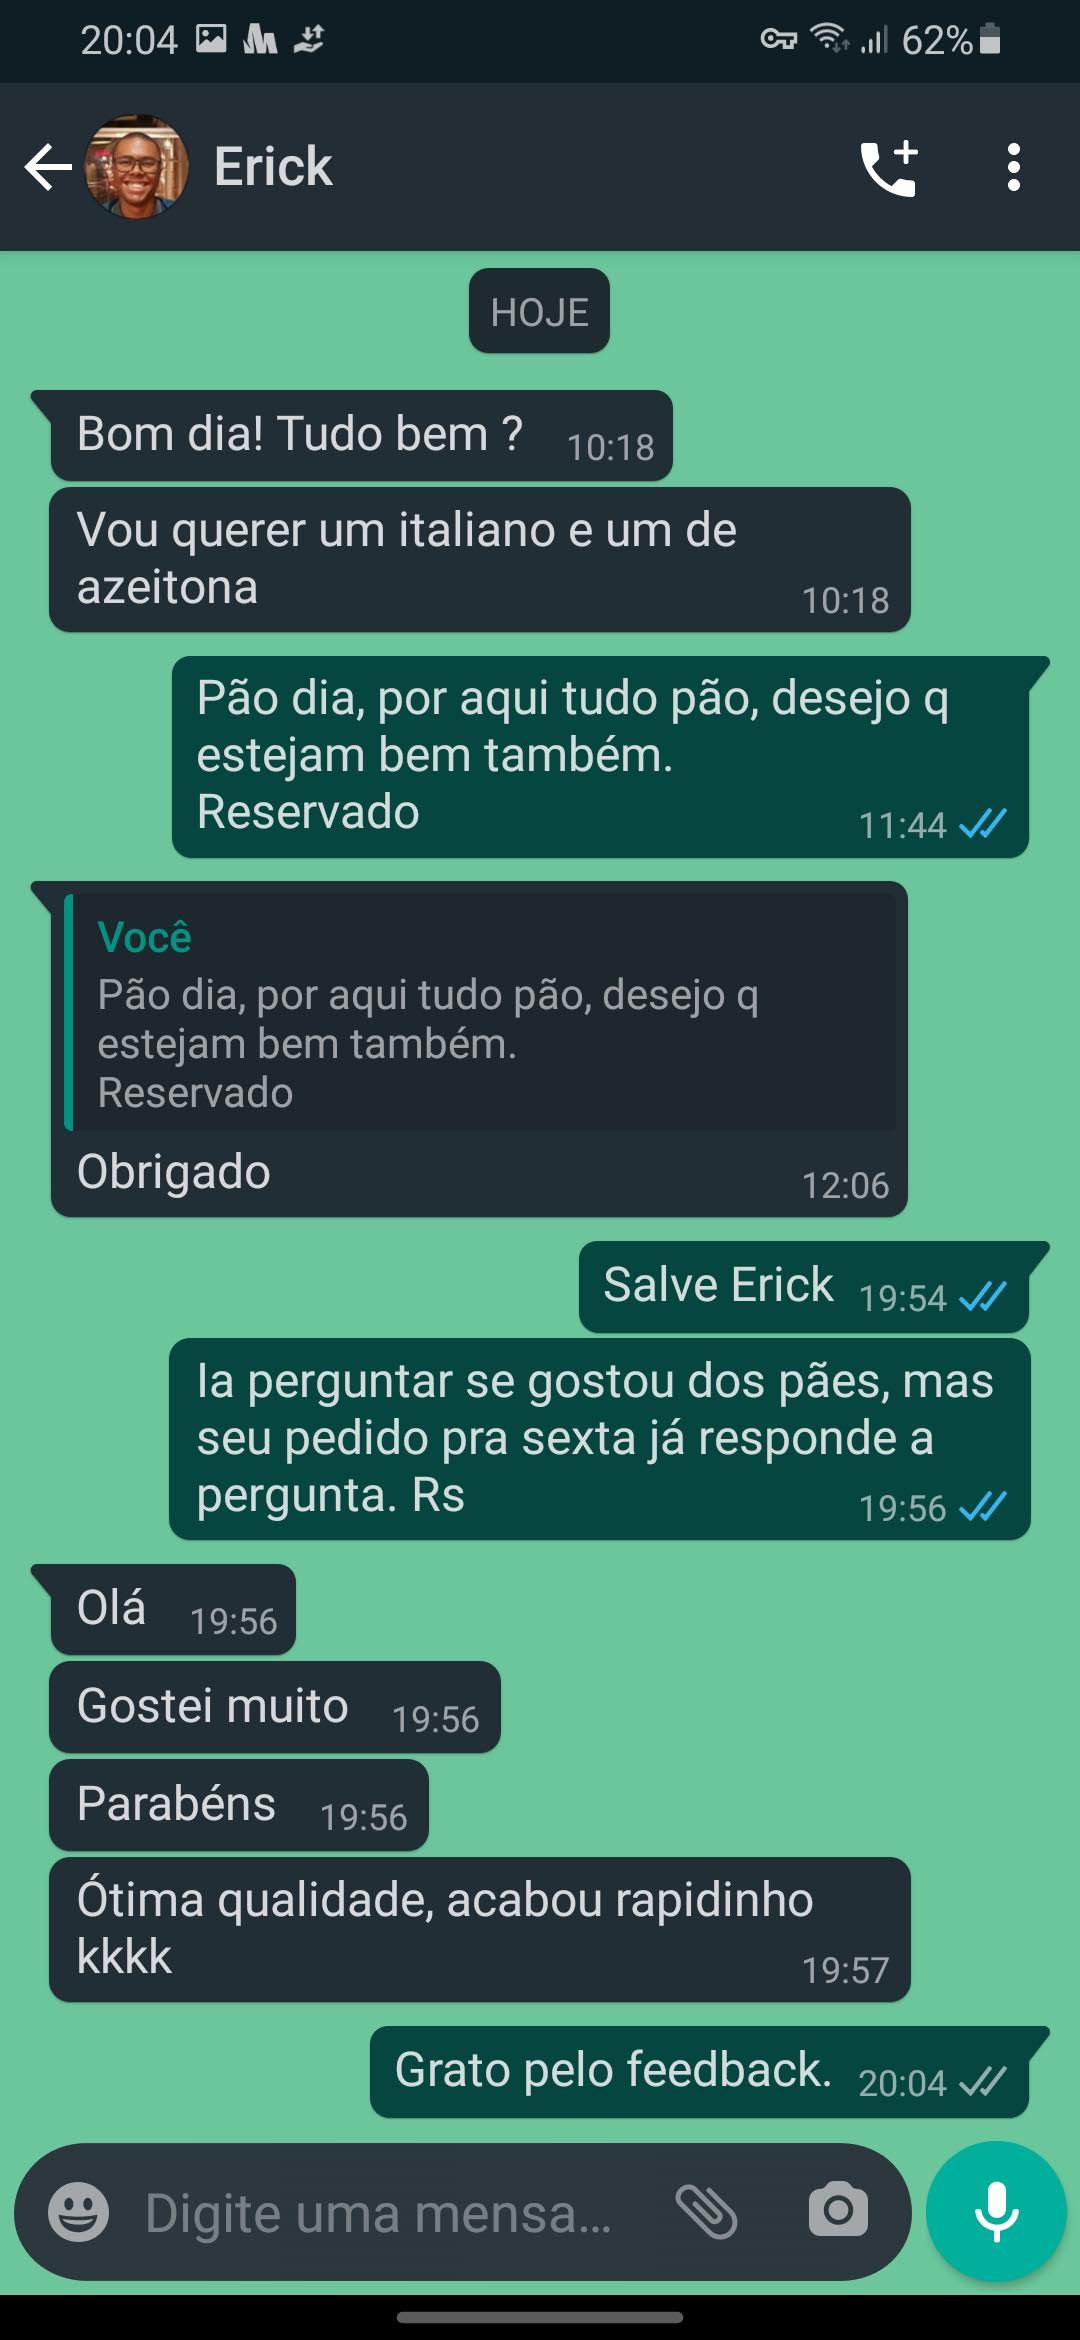 20:04
62%
Erick
HOJE
Bom dia! Tudo bem ? 10:18
Vou querer um italiano e um de
azeitona
10:18
Pão dia, por aqui tudo pão, desejo q
estejam bem também.
Reservado
11:44
Você
Pão dia, por aqui tudo pão, desejo q
estejam bem também.
Reservado
Obrigado
12:06
Salve Erick 19:54
Ia perguntar se gostou dos pães, mas
seu pedido pra sexta já responde a
pergunta. Rs
19:56
Olá 19:56
Gostei muito 19:56
Parabéns 19:56
Ótima qualidade, acabou rapidinho
kkkk
19:57
Grato pelo feedback. 20:04
Digite uma mensa...